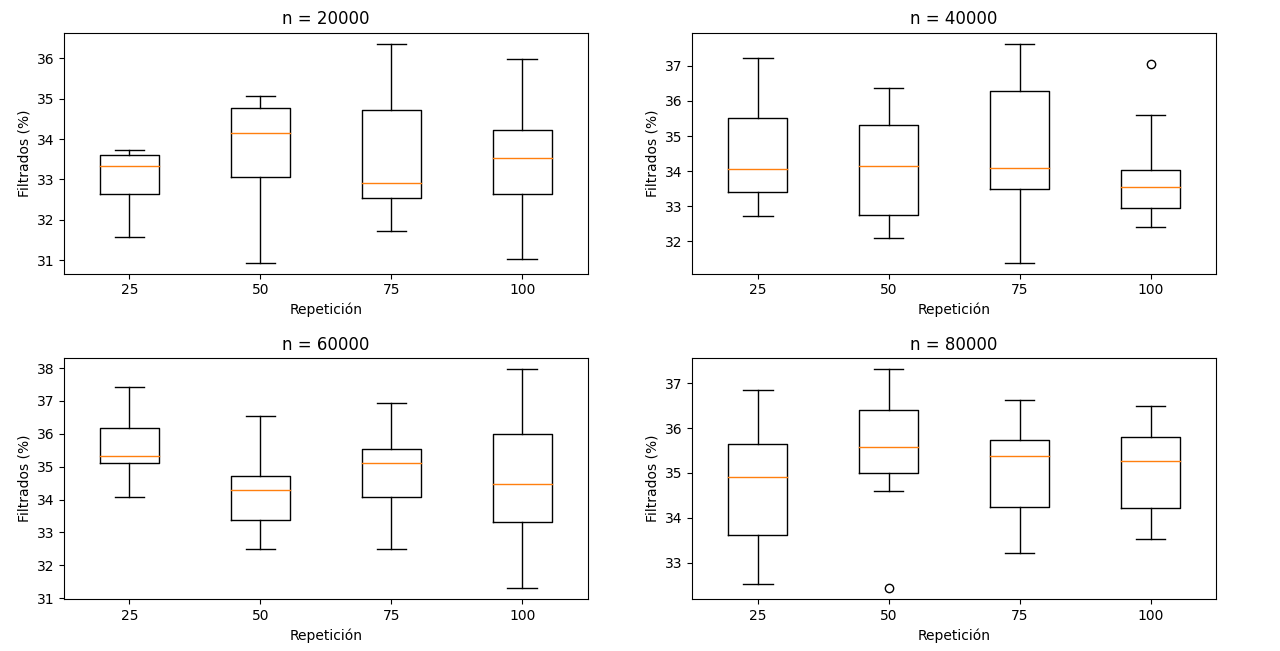 n = 20000
36
35
34
33
32
31
Filtrados (%)
25 50 75 100
Repetición
n = 40000
37
36
35
34
33
32
Filtrados (%)
25 50 75 100
Repetición
n = 60000
38
37
36
35
34
33
32
31
Filtrados (%)
25 50 75 100
Repetición
n = 80000
37
36
35
34
33
Filtrados (%)
25 50 75 100
Repetición